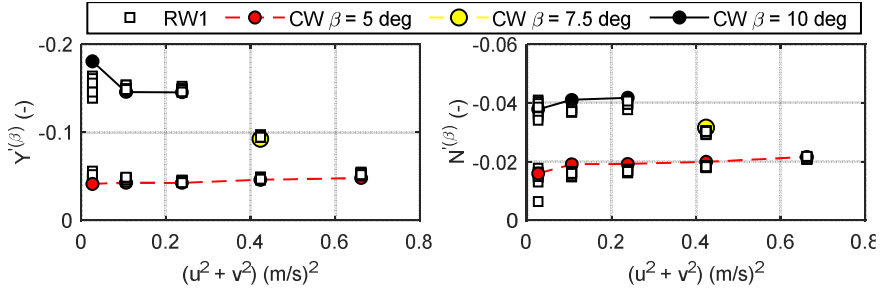 RW1 CW β = 5 deg CW β = 7.5 deg CW β = 10 deg
-0.2
-0.1
0
Y'(β) (-)
0 0.2 0.4 0.6 0.8
(u² + v²) (m/s)²
-0.06
-0.04
-0.02
0
N'(β) (-)
0 0.2 0.4 0.6 0.8
(u² + v²) (m/s)²